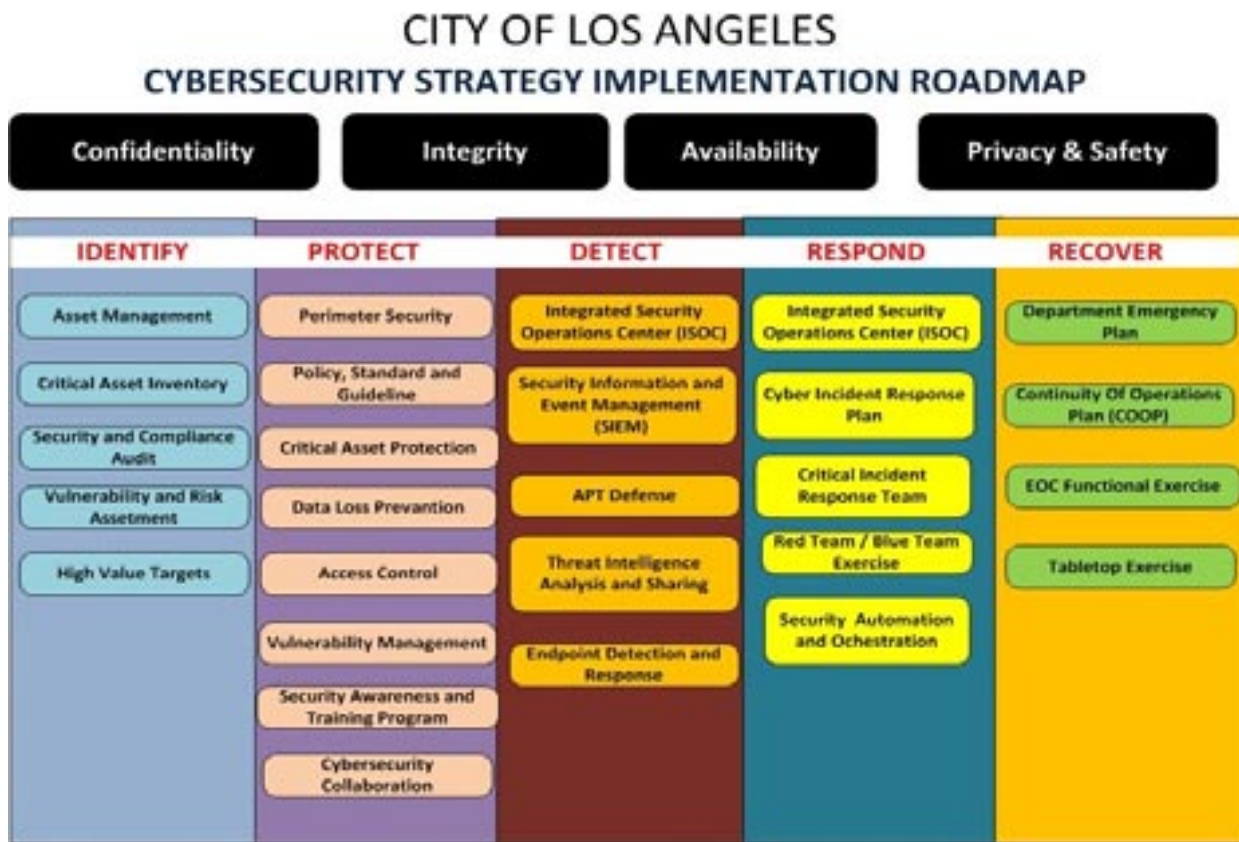 CITY OF LOS ANGELES
CYBERSECURITY STRATEGY IMPLEMENTATION ROADMAP
Confidentiality
Integrity
Availability
Privacy & Safety
IDENTIFY
Asset Management
Critical Asset Inventory
Security and Compliance
Audit
Vulnerability and Risk
Assetment
High Value Targets
PROTECT
Perimeter Security
Policy, Standard and
Guideline
Critical Asset Protection
Data Loss Prevantion
Access Control
Vulnerability Management
Security Awareness and
Training Program
Cybersecurity
Collaboration
DETECT
Integrated Security
Operations Center (ISOC)
Security Information and
Event Management
(SIEM)
APT Defense
Threat Intelligence
Analysis and Sharing
Endpoint Detection and
Response
RESPOND
Integrated Security
Operations Center (ISOC)
Cyber Incident Response
Plan
Critical Incident
Response Team
Red Team / Blue Team
Exercise
Security Automation
and Ochestration
RECOVER
Department Emergency
Plan
Continuity Of Operations
Plan (COOP)
EOC Functional Exercise
Tabletop Exercise